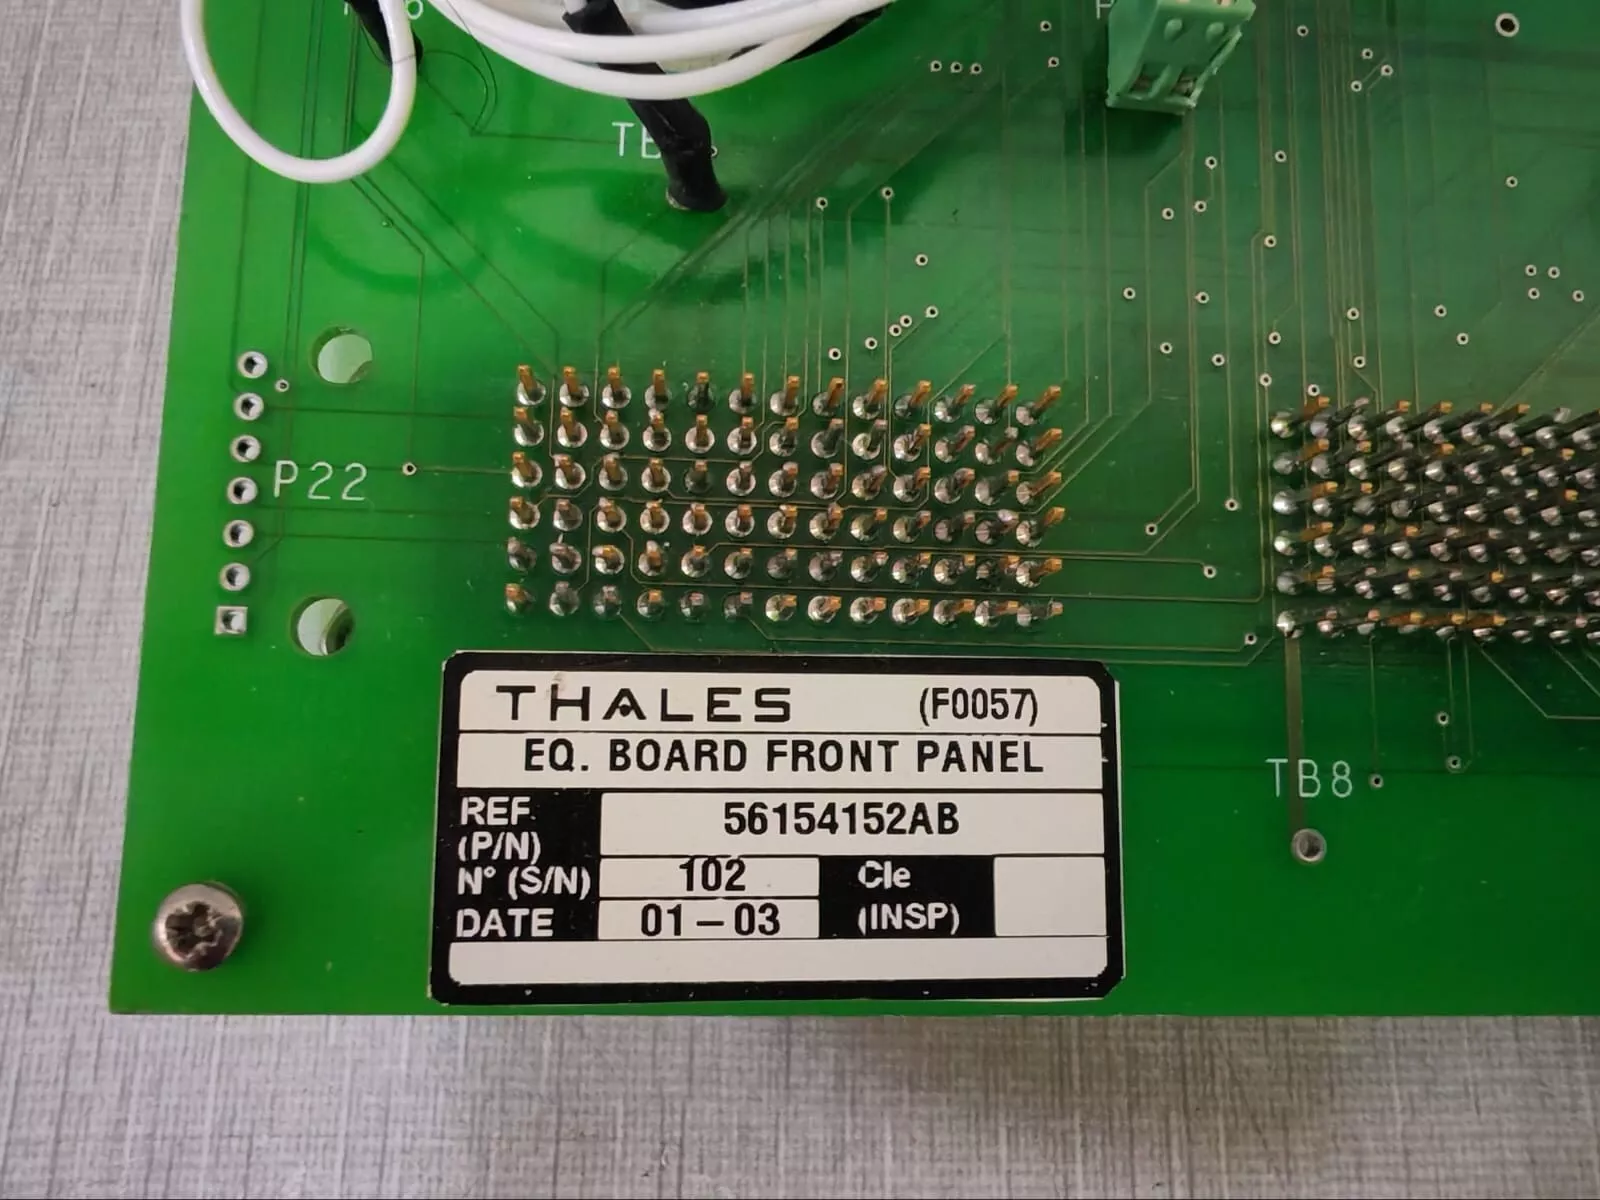 P22
THALES (F0057)
EQ. BOARD FRONT PANEL
REF. 56154152AB
(P/N)
N° (S/N) 102 Cle
DATE 01-03 (INSP)
TB8